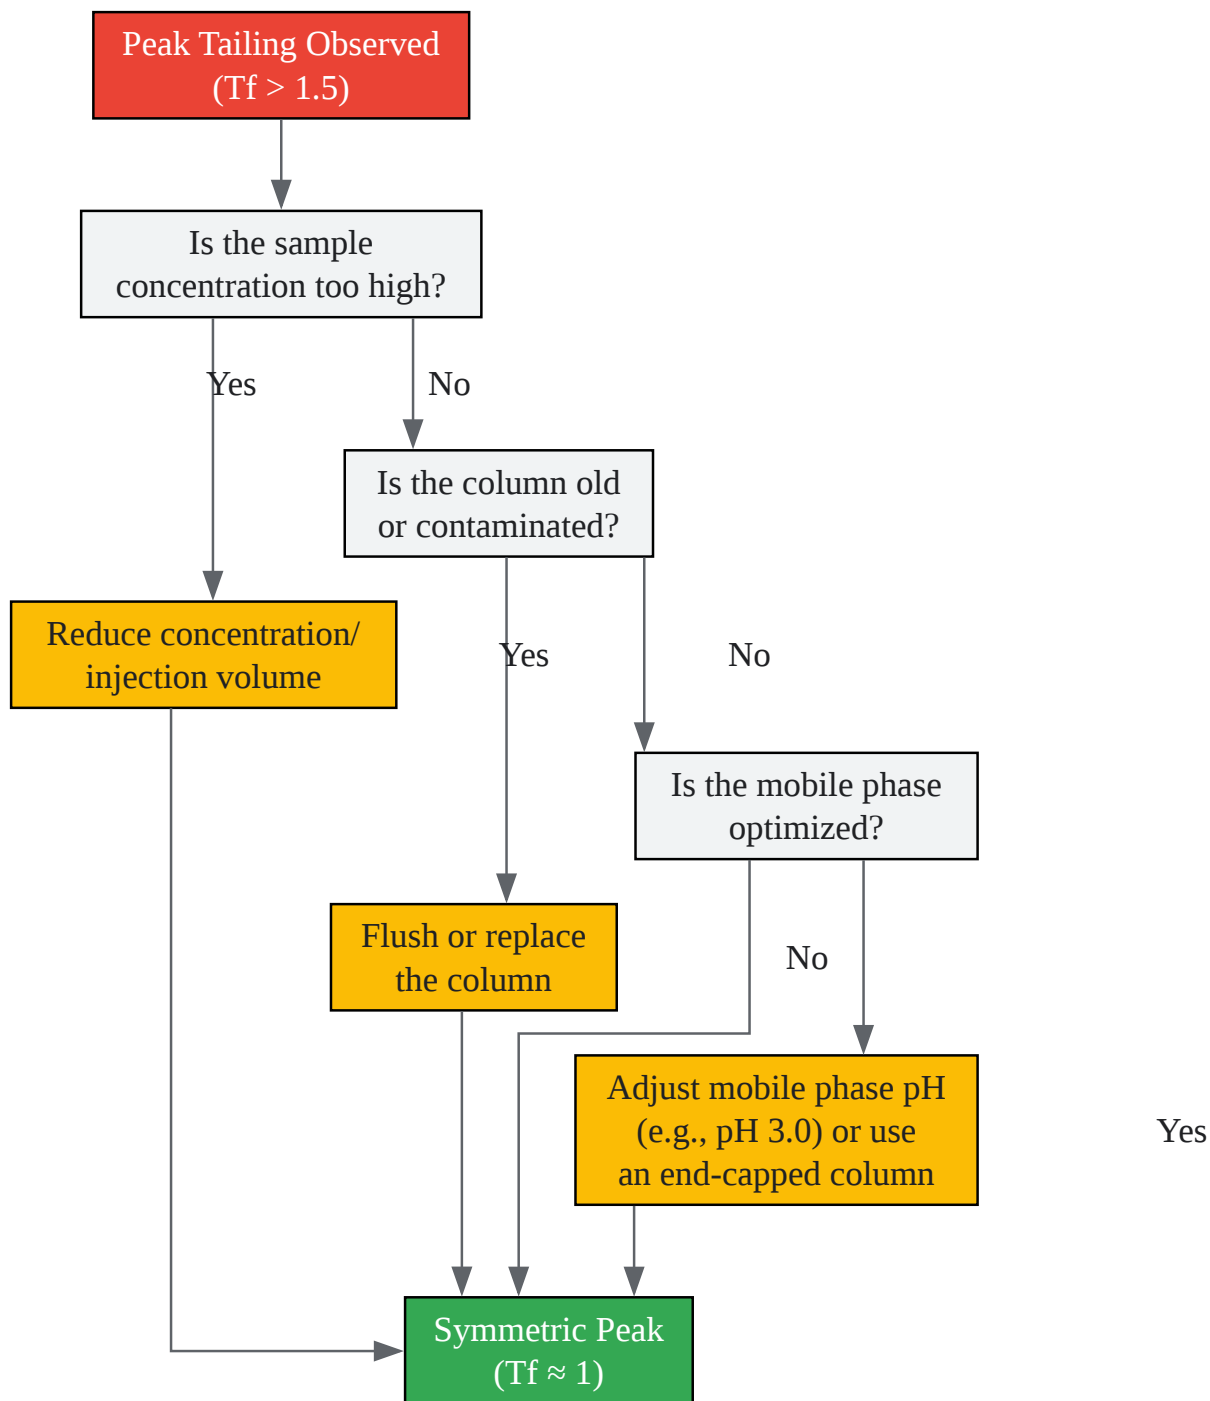 Peak Tailing Observed
(Tf > 1.5)
Is the sample
concentration too high?
Yes
No
Is the column old
or contaminated?
Reduce concentration/
injection volume
Yes
No
Is the mobile phase
optimized?
Flush or replace
the column
No
Adjust mobile phase pH
(e.g., pH 3.0) or use
an end-capped column
Yes
Symmetric Peak
(Tf ≈ 1)